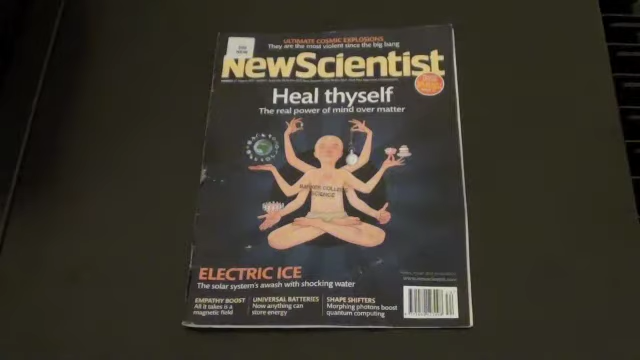 ULTIMATE COSMIC EXPLOSIONS
They are the most violent since the big bang
NewScientist
Heal thyself
The real power of mind over matter
SCIENCE
ELECTRIC ICE
The solar system's awash with shocking water
EMPATHY BOOST
All it takes is a
magnetic field
UNIVERSAL BATTERIES
Now anything can
store energy
SHAPE SHIFTERS
Morphing photons boost
quantum computing